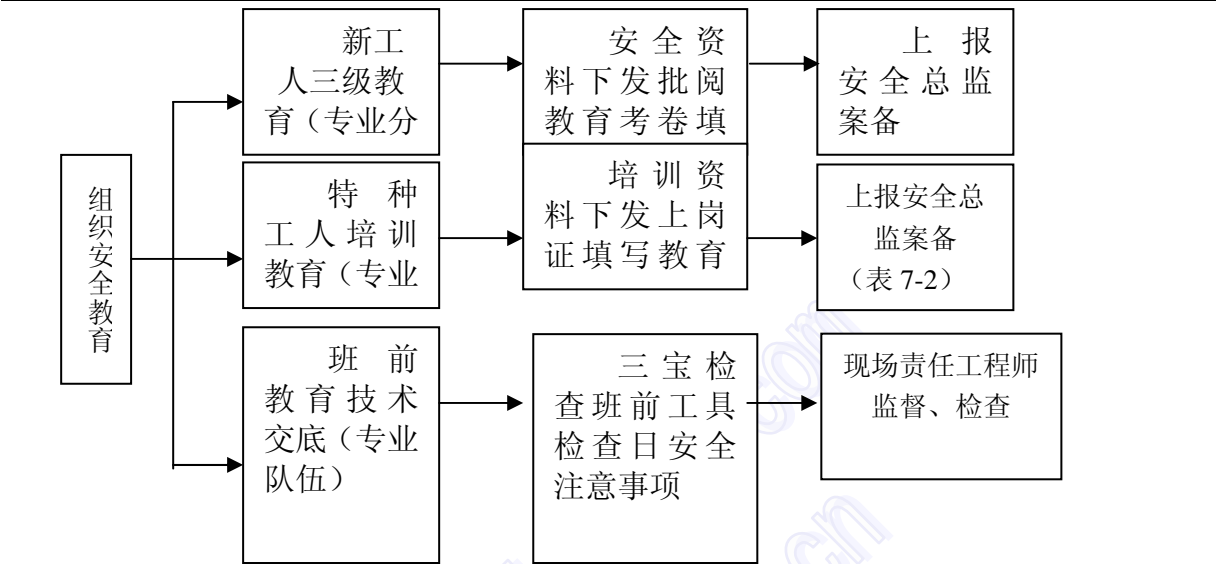 组织安全教育
新工
人三级教
育（专业分
安全资
料下发批阅
教育考卷填
上报
安全总监
案备
特种
工人培训
教育（专业
培训资
料下发上岗
证填写教育
上报安全总
监案备
（表 7-2）
班前
教育技术
交底（专业
队伍）
三宝检
查班前工具
检查日安全
注意事项
现场责任工程师
监督、检查
com
cn